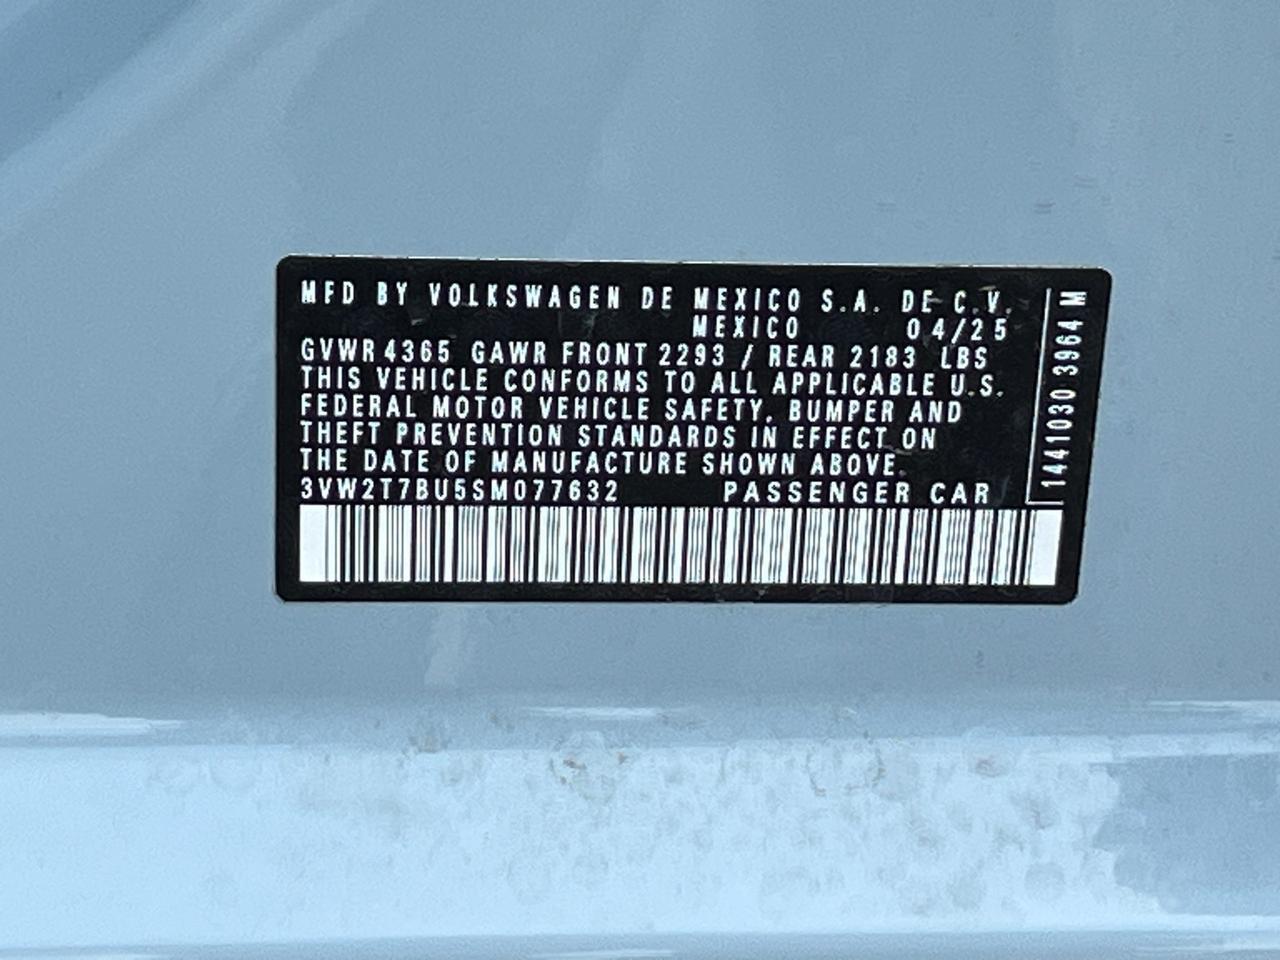 MFD BY VOLKSWAGEN DE MEXICO S.A. DE C.V.
MEXICO 04/25
GVWR 4365 GAWR FRONT 2293 / REAR 2183 LBS
THIS VEHICLE CONFORMS TO ALL APPLICABLE U.S.
FEDERAL MOTOR VEHICLE SAFETY, BUMPER AND
THEFT PREVENTION STANDARDS IN EFFECT ON
THE DATE OF MANUFACTURE SHOWN ABOVE.
3VW2T7BU5SM077632 PASSENGER CAR
1441030 3964 M